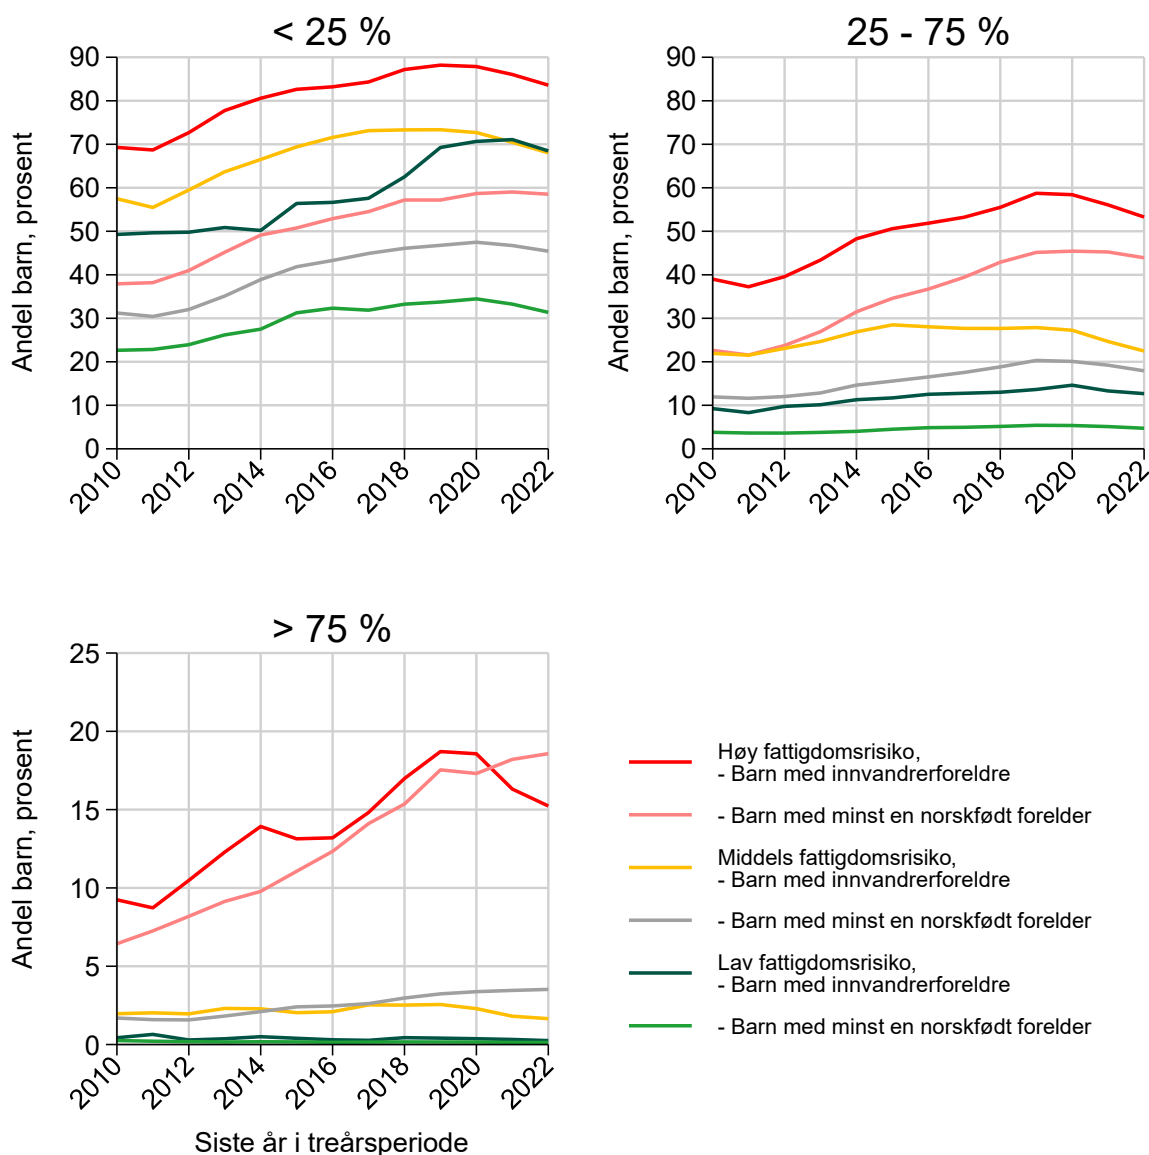 < 25 %
90
80
70
60
50
40
30
20
10
0
Andel barn, prosent
2010
2012
2014
2016
2018
2020
2022
25 - 75 %
90
80
70
60
50
40
30
20
10
0
Andel barn, prosent
2010
2012
2014
2016
2018
2020
2022
> 75 %
25
20
15
10
5
0
Andel barn, prosent
2010
2012
2014
2016
2018
2020
2022
Siste år i treårsperiode
Høy fattigdomsrisiko,
- Barn med innvandrerforeldre
- Barn med minst en norskfødt forelder
Middels fattigdomsrisiko,
- Barn med innvandrerforeldre
- Barn med minst en norskfødt forelder
Lav fattigdomsrisiko,
- Barn med innvandrerforeldre
- Barn med minst en norskfødt forelder